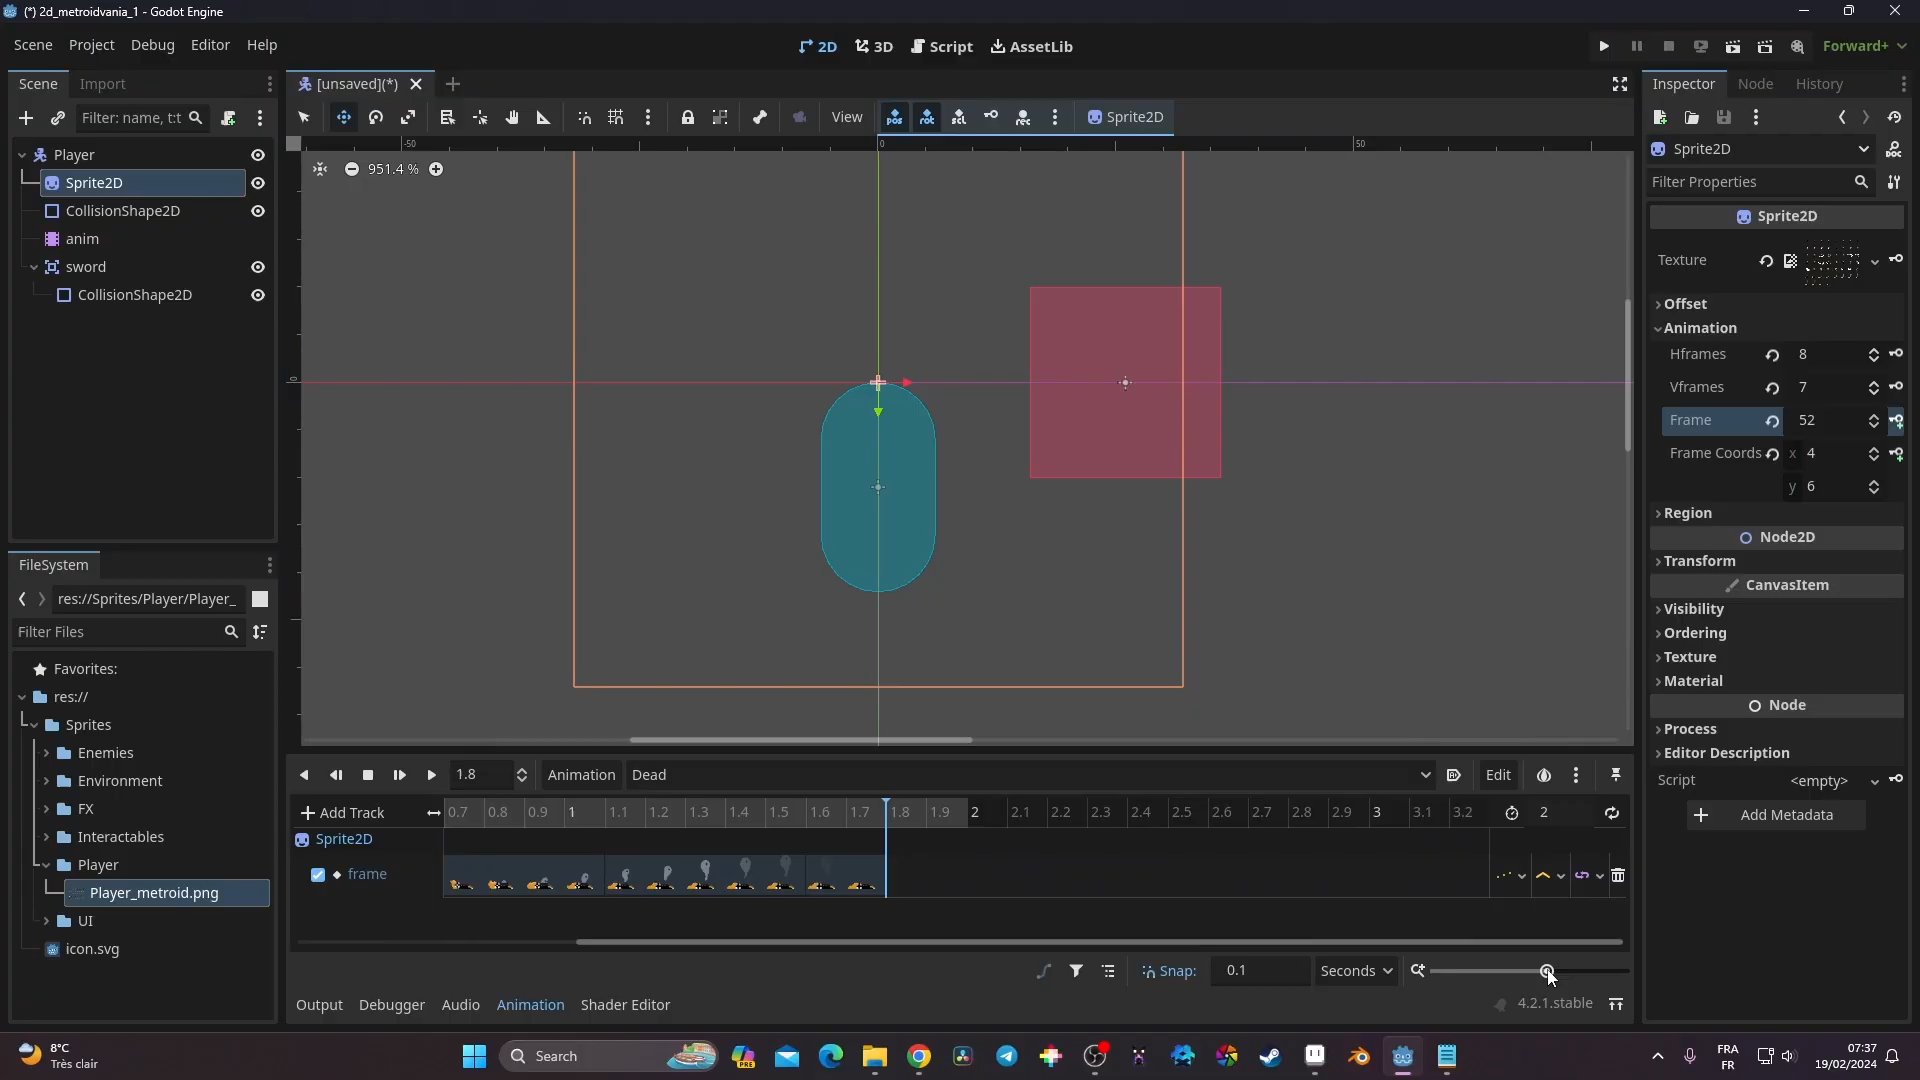 (*) 2d_metroidvania_1 - Godot Engine
Scene Project Debug Editor Help
2D 3D Script AssetLib
Forward+
Scene Import
[unsaved](*)
Inspector Node History
Filter: name, t:t
View
Sprite2D
Player
Sprite2D
CollisionShape2D
anim
sword
CollisionShape2D
-50 0 50
951.4 %
0
Sprite2D
Filter Properties
Sprite2D
Texture
Offset
Animation
Hframes 8
Vframes 7
Frame 52
Frame Coords x 4
y 6
Region
Node2D
Transform
CanvasItem
Visibility
Ordering
Texture
Material
Node
Process
Editor Description
Script <empty>
Add Metadata
FileSystem
res://Sprites/Player/Player_
Filter Files
Favorites:
res://
Sprites
Enemies
Environment
FX
Interactables
Player
Player_metroid.png
UI
icon.svg
1.8 Animation Dead Edit
Add Track 0.7 0.8 0.9 1 1.1 1.2 1.3 1.4 1.5 1.6 1.7 1.8 1.9 2 2.1 2.2 2.3 2.4 2.5 2.6 2.7 2.8 2.9 3 3.1 3.2 2
Sprite2D
frame
Snap: 0.1 Seconds
Output Debugger Audio Animation Shader Editor
4.2.1.stable
8°C
Très clair
Search
PRE
FRA
FR
07:37
19/02/2024